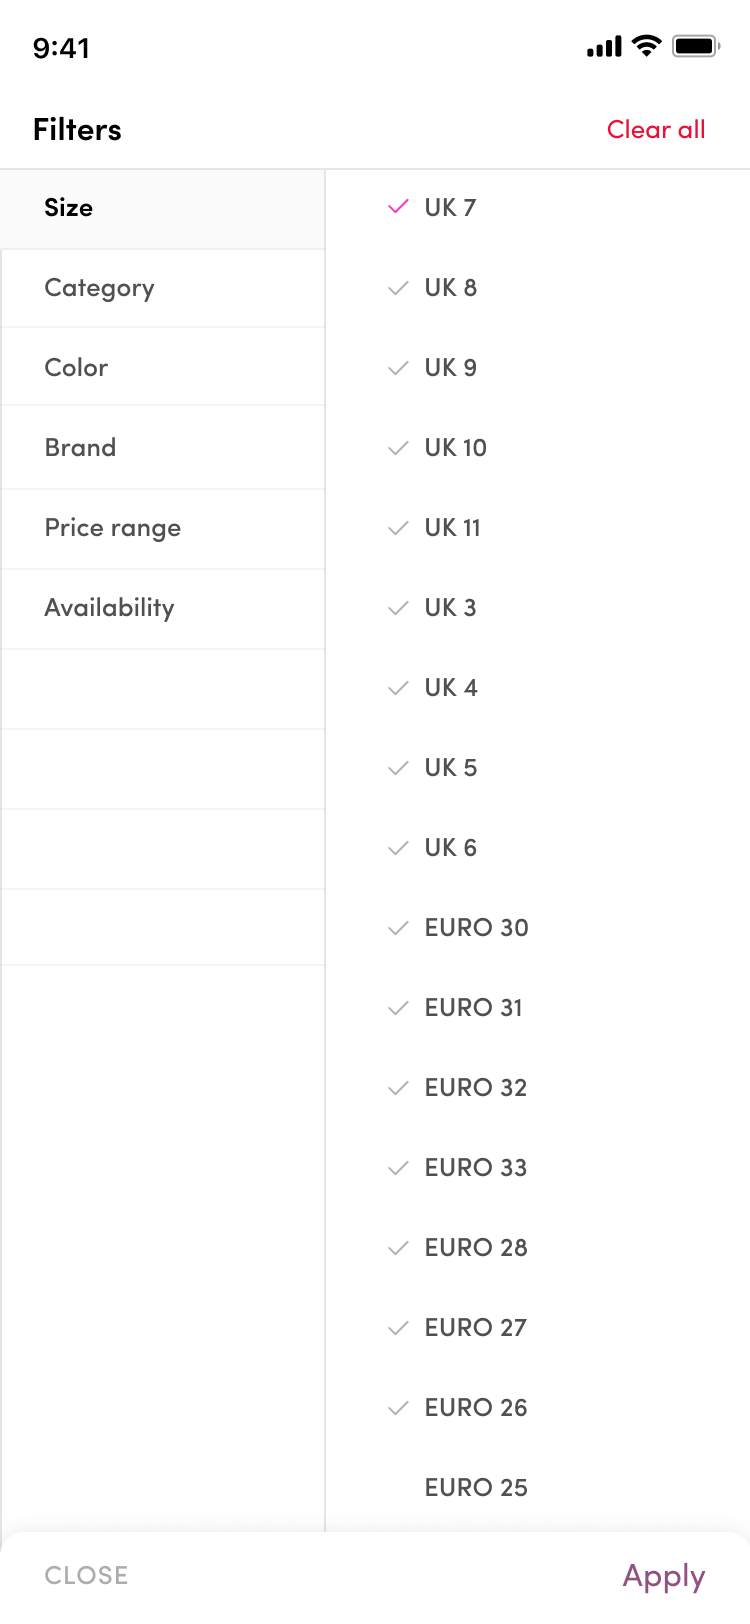 9:41
Filters
Clear all
Size
Category
Color
Brand
Price range
Availability
UK 7
UK 8
UK 9
UK 10
UK 11
UK 3
UK 4
UK 5
UK 6
EURO 30
EURO 31
EURO 32
EURO 33
EURO 28
EURO 27
EURO 26
EURO 25
CLOSE
Apply